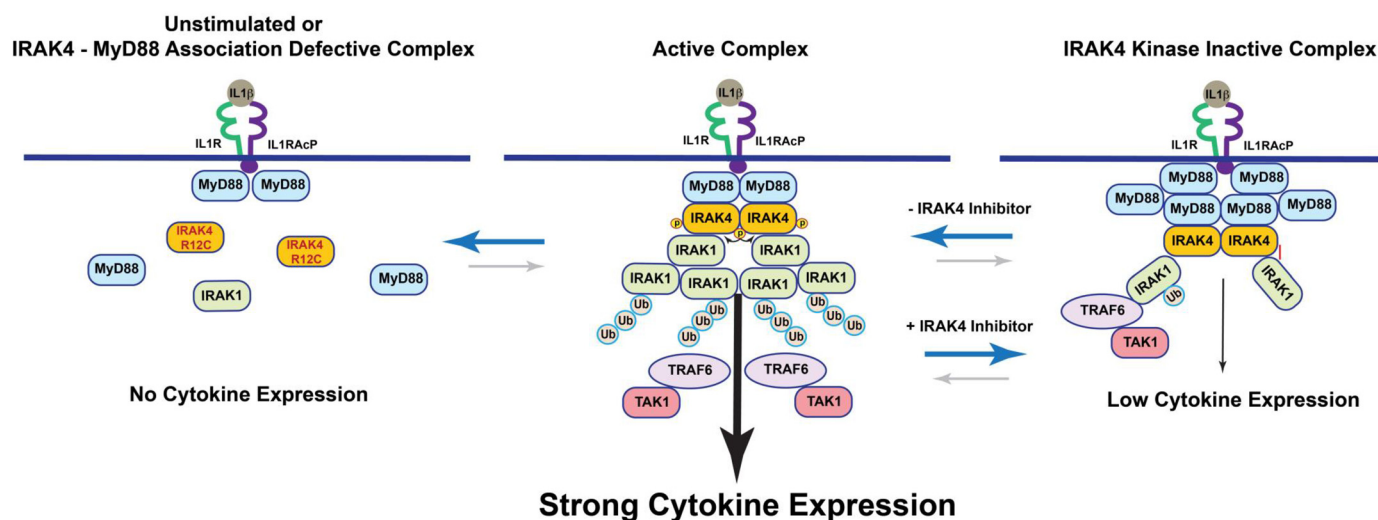 Unstimulated or
IRAK4 - MyD88 Association Defective Complex
IL1β
IL1R
IL1RAcP
MyD88
MyD88
IRAK4
R12C
IRAK4
R12C
MyD88
MyD88
IRAK1
No Cytokine Expression
Active Complex
IL1β
IL1R
IL1RAcP
MyD88
MyD88
P
IRAK4
IRAK4
P
P
IRAK1
IRAK1
IRAK1
IRAK1
IRAK1
IRAK1
Ub
Ub
Ub
Ub
Ub
Ub
Ub
Ub
Ub
Ub
Ub
Ub
TRAF6
TRAF6
TAK1
TAK1
Strong Cytokine Expression
- IRAK4 Inhibitor
+ IRAK4 Inhibitor
IRAK4 Kinase Inactive Complex
IL1β
IL1R
IL1RAcP
MyD88
MyD88
MyD88
MyD88
MyD88
MyD88
IRAK4
IRAK4
IRAK1
IRAK1
Ub
TRAF6
TAK1
Low Cytokine Expression